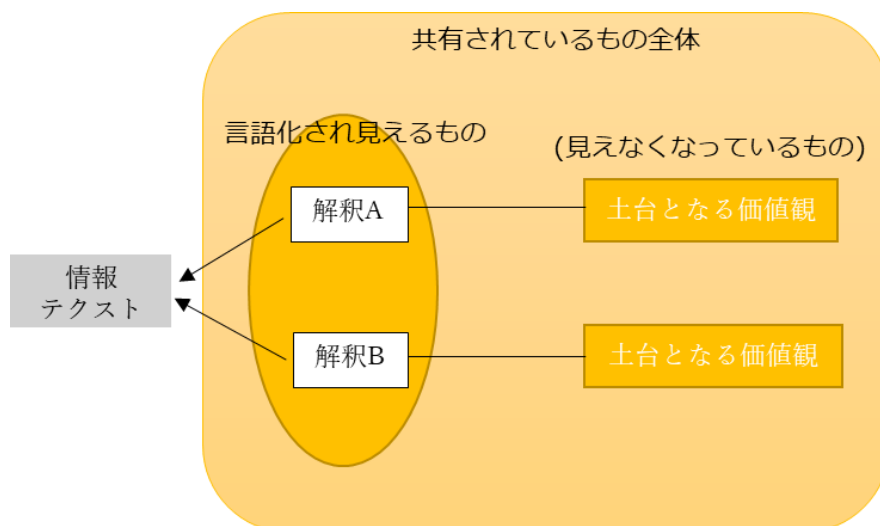 共有されているもの全体
言語化され見えるもの
(見えなくなっているもの)
解釈A
土台となる価値観
情報
テクスト
解釈B
土台となる価値観